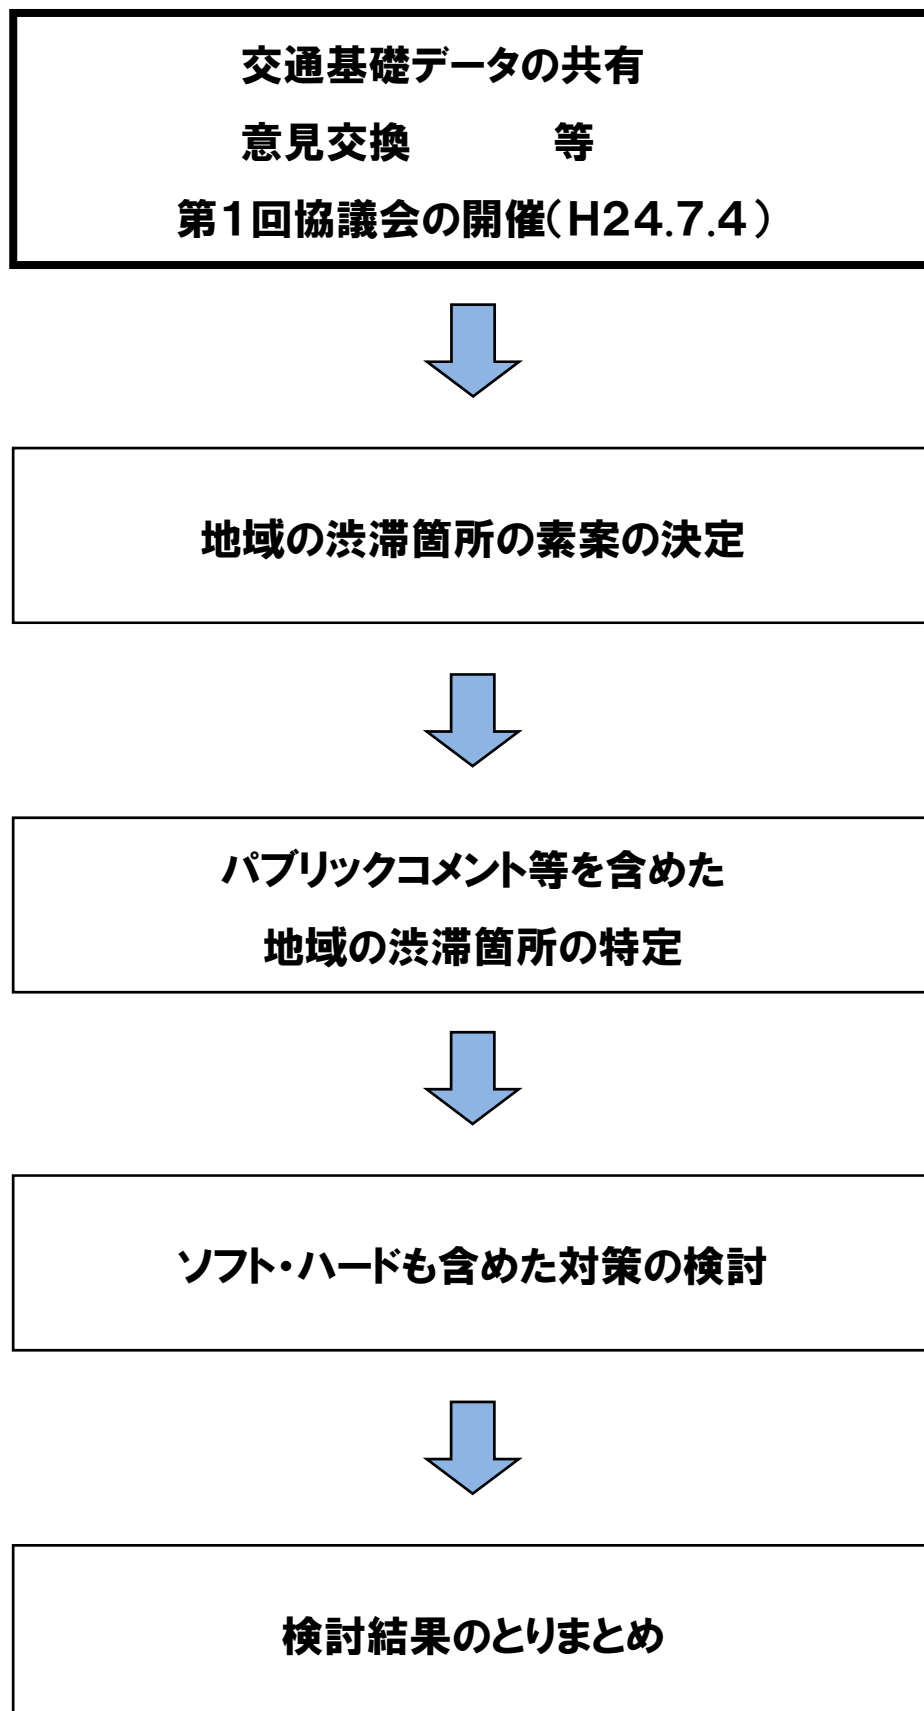 交通基礎データの共有
意見交換　　　等
第１回協議会の開催（Ｈ２４.７.４）
地域の渋滞箇所の素案の決定
パブリックコメント等を含めた
地域の渋滞箇所の特定
ソフト・ハードも含めた対策の検討
検討結果のとりまとめ